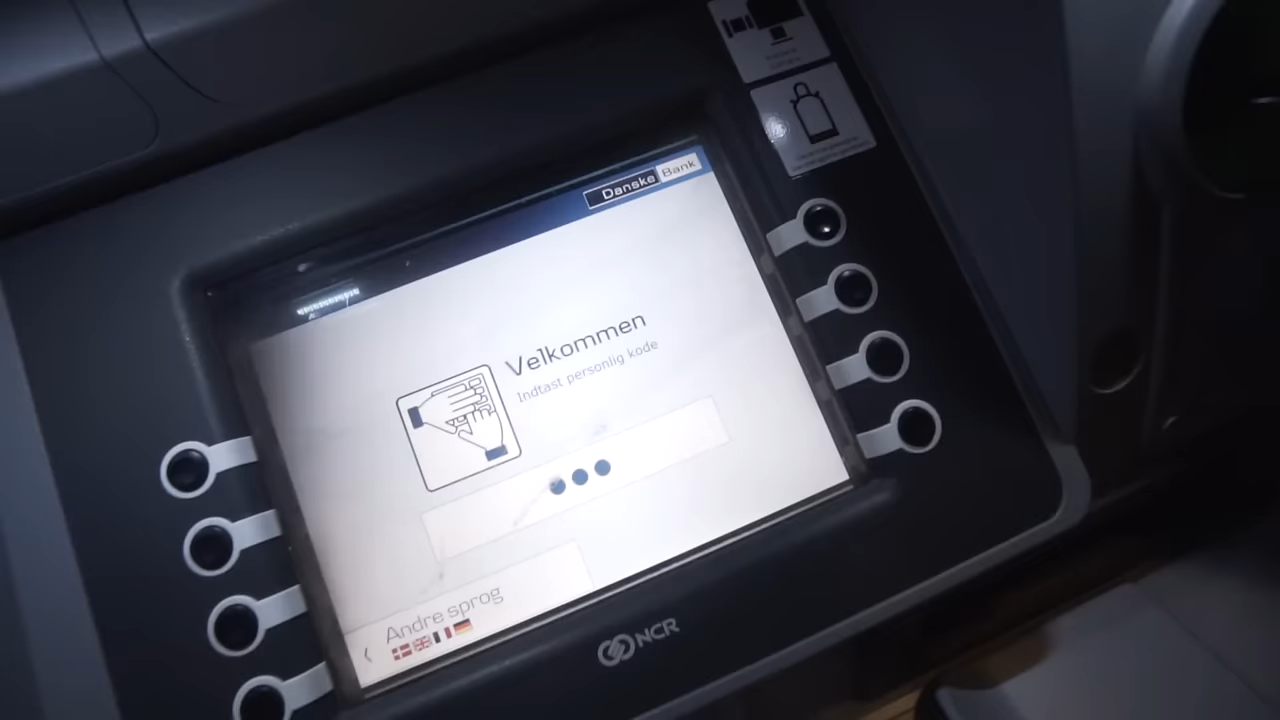 Danske Bank
Velkommen
Indtast personlig kode
Andre sprog
NCR